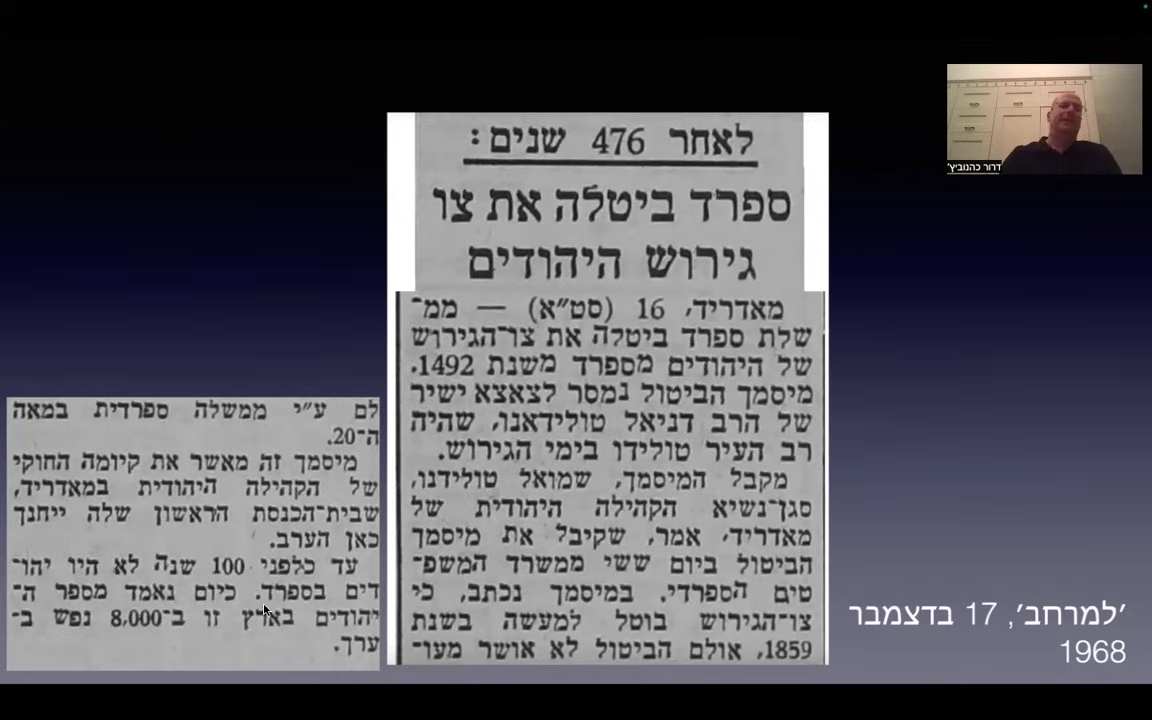 לאחר 476 שנים:
ספרד ביטלה את צו
גירוש היהודים
מאדריד, 16 (סט״א) — ממ־
שלת ספרד ביטלה את צו־הגירוש
של היהודים מספרד משנת 1492.
מיסמך הביטול נמסר לצאצא ישיר
של הרב דניאל טולידאנו, שהיה
רב העיר טולידו בימי הגירוש.
מקבל המיסמך, שמואל טולידנו,
סגן־נשיא הקהילה היהודית של
מאדריד, אמר, שקיבל את מיסמך
הביטול ביום ששי ממשרד המשפ־
טים הספרדי. במיסמך נכתב, כי
צו־הגירוש בוטל למעשה בשנת
1859, אולם הביטול לא אושר מעו־
לם ע״י ממשלה ספרדית במאה
ה־20.
מיסמך זה מאשר את קיומה החוקי
של הקהילה היהודית במאדריד,
שבית־הכנסת הראשון שלה ייחנך
כאן הערב.
עד כלפני 100 שנה לא היו יהו־
דים בספרד. כיום נאמד מספר ה־
יהודים בארץ זו ב־8,000 נפש ב־
ערך.
׳למרחב׳, 17 בדצמבר
1968
דרור כהנוביץ'